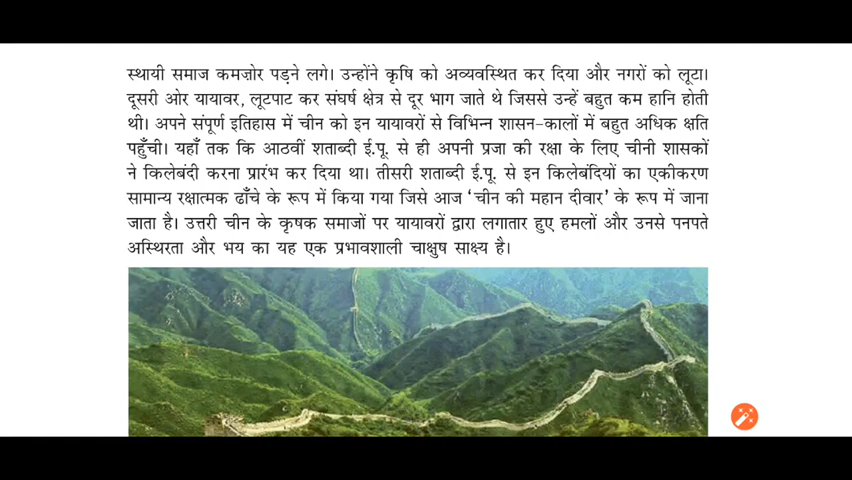 स्थायी समाज कमज़ोर पड़ने लगे। उन्होंने कृषि को अव्यवस्थित कर दिया और नगरों को लूटा।
दूसरी ओर यायावर, लूटपाट कर संघर्ष क्षेत्र से दूर भाग जाते थे जिससे उन्हें बहुत कम हानि होती
थी। अपने संपूर्ण इतिहास में चीन को इन यायावरों से विभिन्न शासन-कालों में बहुत अधिक क्षति
पहुँची। यहाँ तक कि आठवीं शताब्दी ई.पू. से ही अपनी प्रजा की रक्षा के लिए चीनी शासकों
ने किलेबंदी करना प्रारंभ कर दिया था। तीसरी शताब्दी ई.पू. से इन किलेबंदियों का एकीकरण
सामान्य रक्षात्मक ढाँचे के रूप में किया गया जिसे आज ‘चीन की महान दीवार’ के रूप में जाना
जाता है। उत्तरी चीन के कृषक समाजों पर यायावरों द्वारा लगातार हुए हमलों और उनसे पनपते
अस्थिरता और भय का यह एक प्रभावशाली चाक्षुष साक्ष्य है।